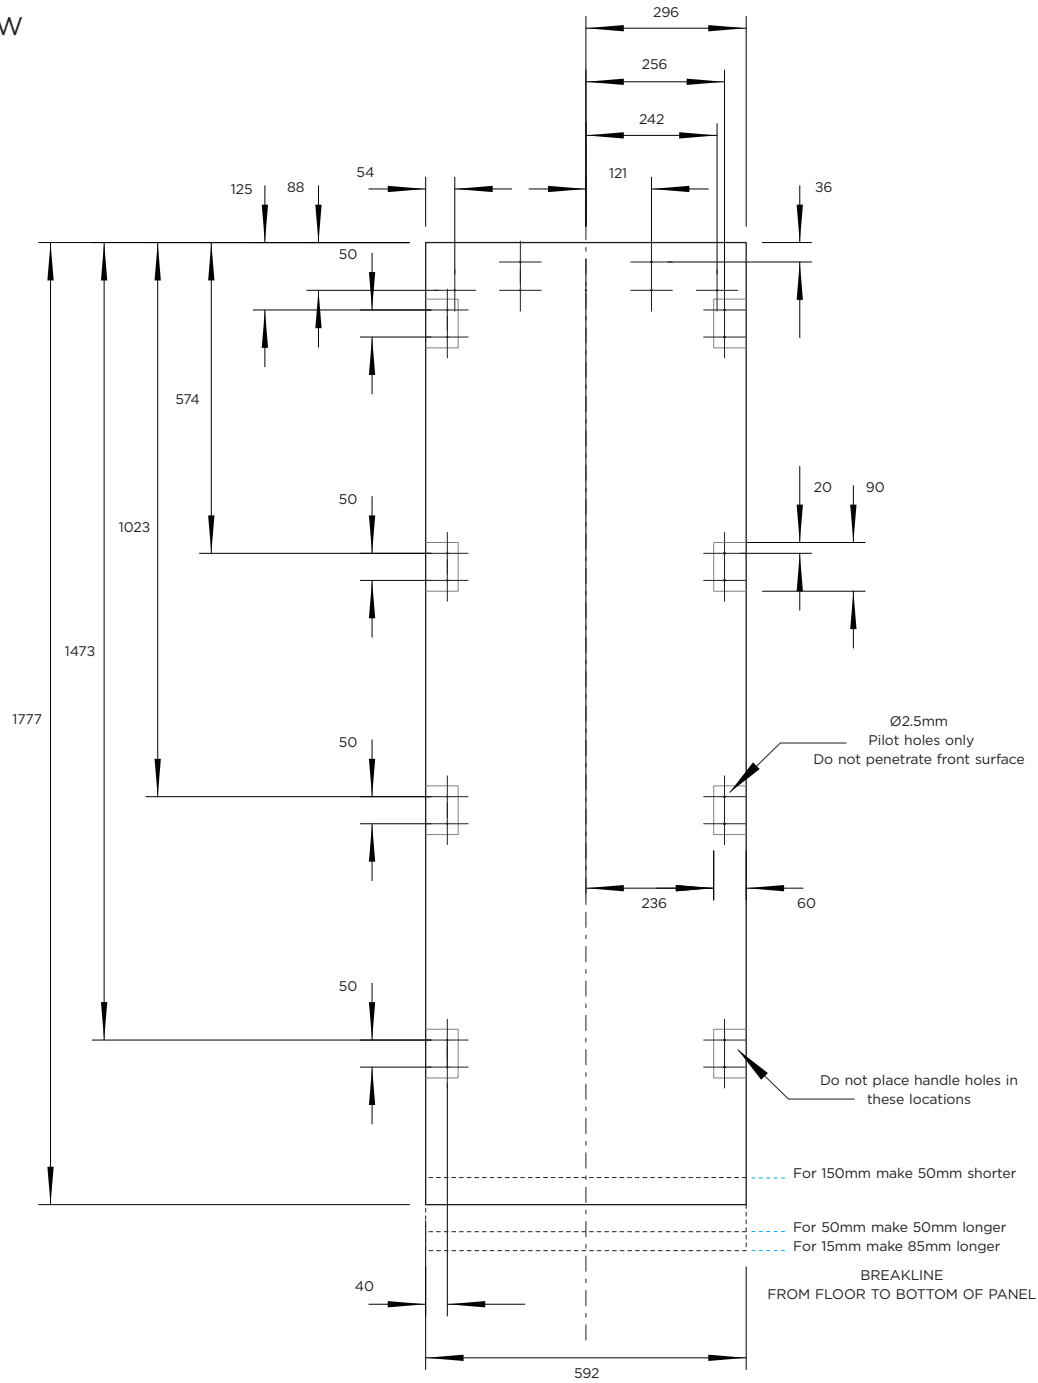 W
296
256
242
54
121
125
88
36
50
574
50
20
90
1023
1473
1777
Ø2.5mm
50
Pilot holes only
Do not penetrate front surface
236
60
50
Do not place handle holes in
these locations
For 150mm make 50mm shorter
For 50mm make 50mm longer
For 15mm make 85mm longer
BREAKLINE
40
FROM FLOOR TO BOTTOM OF PANEL
592